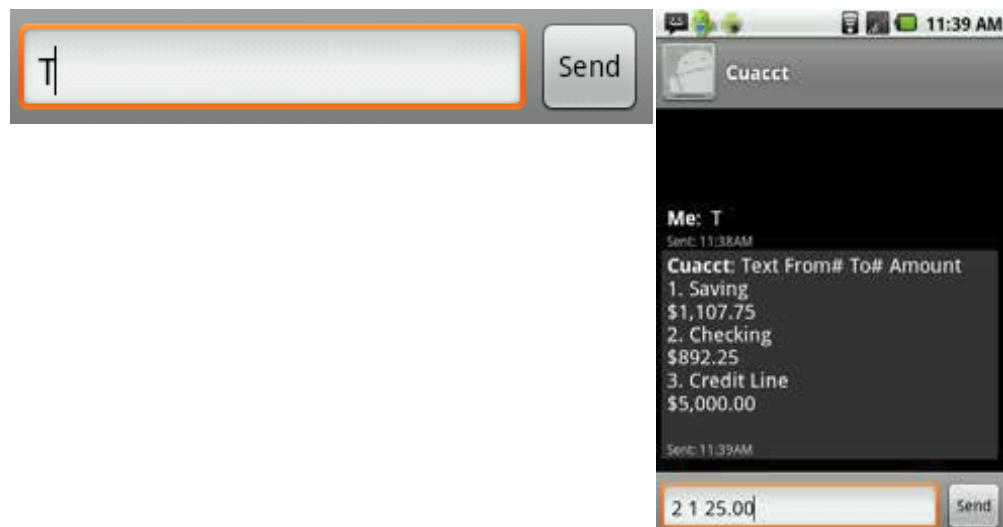 T
Send
11:39 AM
Cuacct
Me: T
Sent: 11:38AM
Cuacct: Text From# To# Amount
1. Saving
$1,107.75
2. Checking
$892.25
3. Credit Line
$5,000.00
Sent: 11:39AM
2 1 25.00
Send